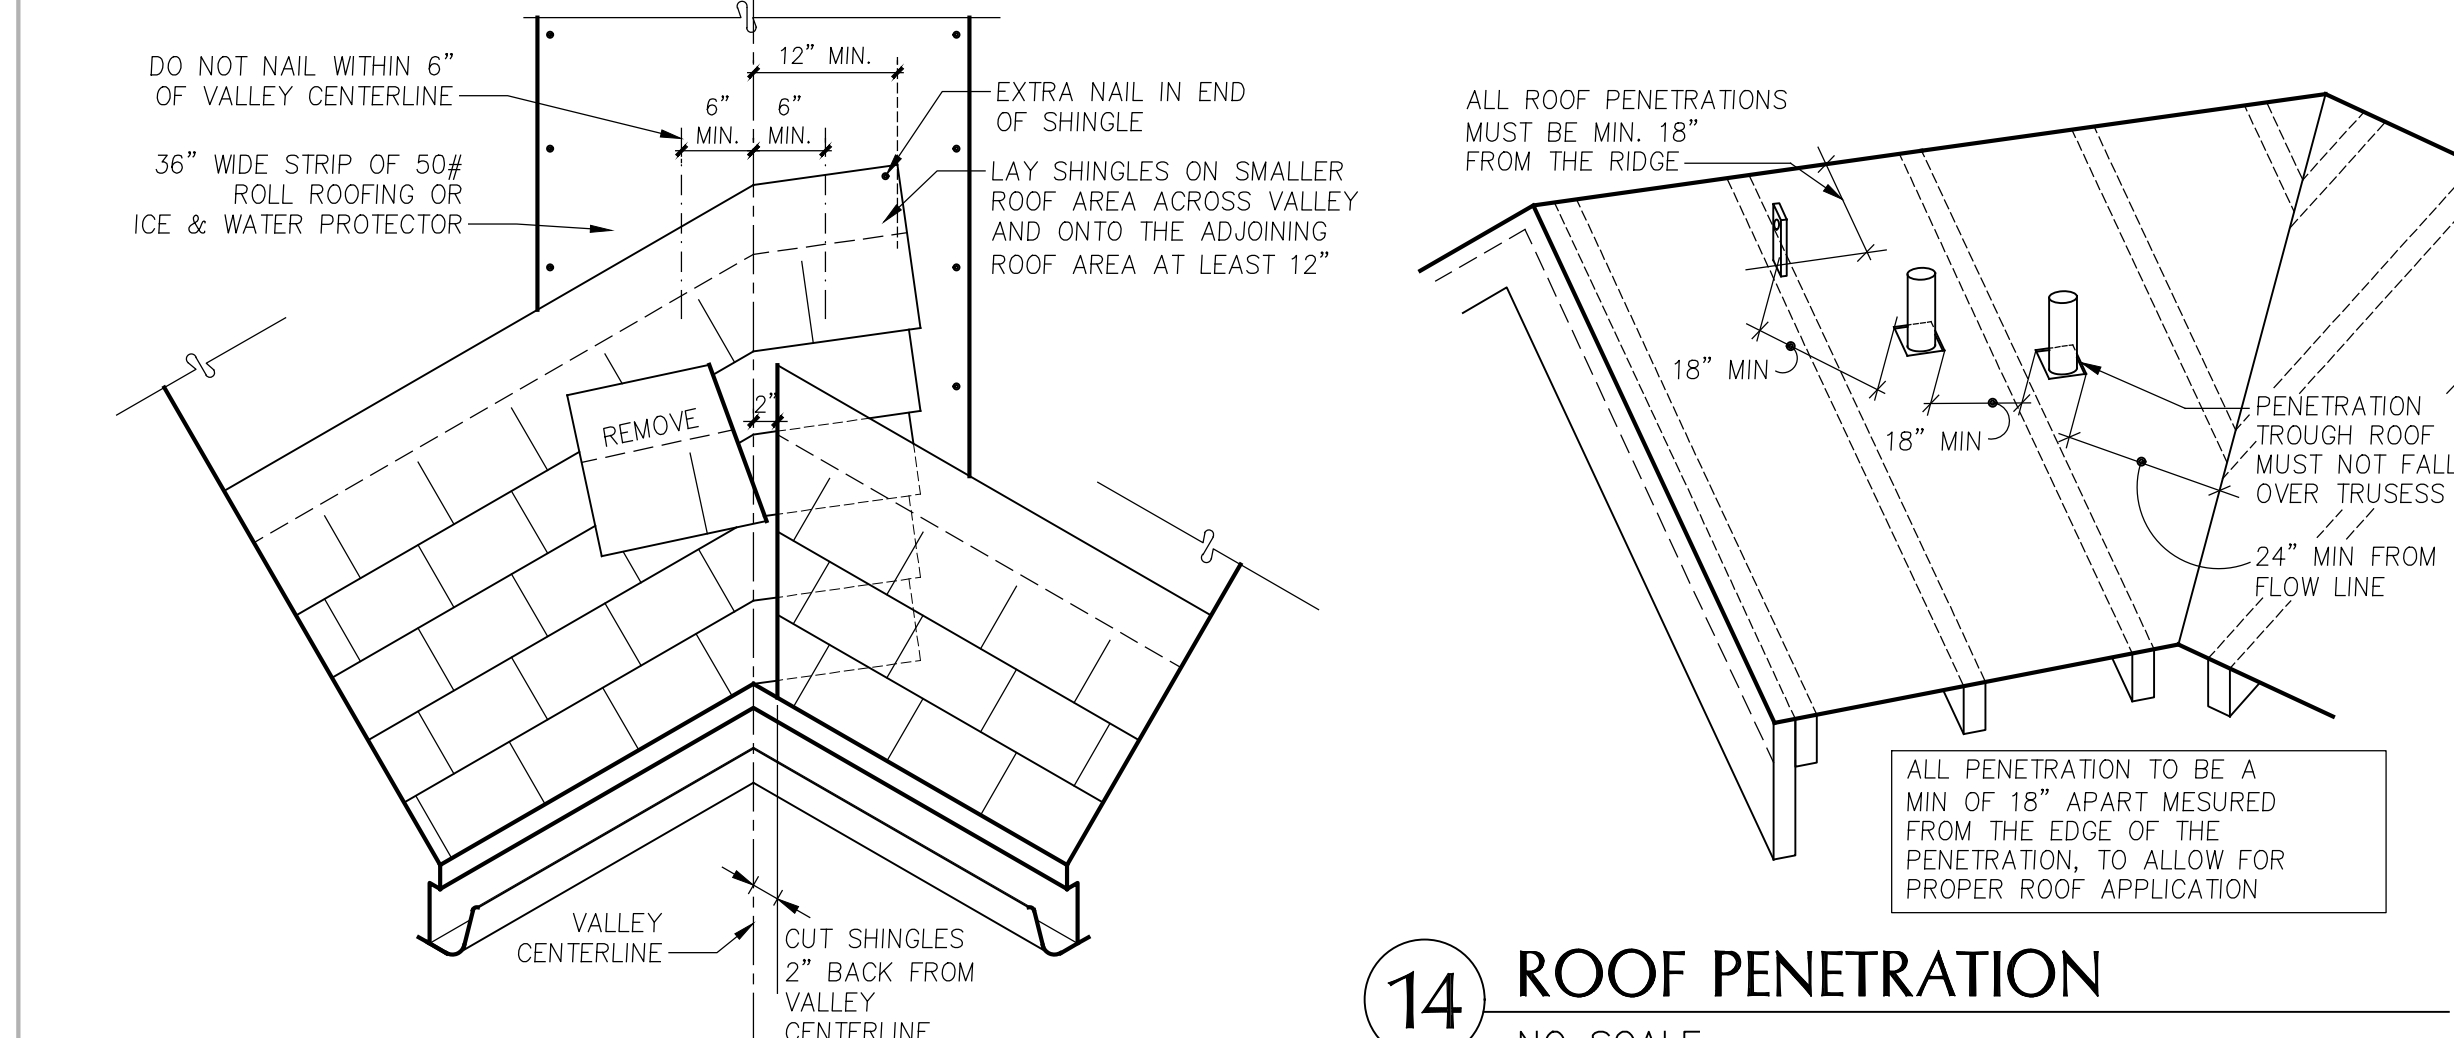 DO NOT NAIL WITHIN 6”
OF VALLEY CENTERLINE
36” WIDE STRIP OF 50#
ROLL ROOFING OR
ICE & WATER PROTECTOR
12” MIN.
6”
MIN.
6”
MIN.
EXTRA NAIL IN END
OF SHINGLE
LAY SHINGLES ON SMALLER
ROOF AREA ACROSS VALLEY
AND ONTO THE ADJOINING
ROOF AREA AT LEAST 12”
REMOVE
2”
VALLEY
CENTERLINE
CUT SHINGLES
2” BACK FROM
VALLEY
CENTERLINE
ALL ROOF PENETRATIONS
MUST BE MIN. 18”
FROM THE RIDGE
18” MIN
18” MIN
PENETRATION
TROUGH ROOF
MUST NOT FALL
OVER TRUSESS
24” MIN FROM
FLOW LINE
ALL PENETRATION TO BE A
MIN OF 18” APART MESURED
FROM THE EDGE OF THE
PENETRATION, TO ALLOW FOR
PROPER ROOF APPLICATION
14
ROOF PENETRATION
NO SCALE